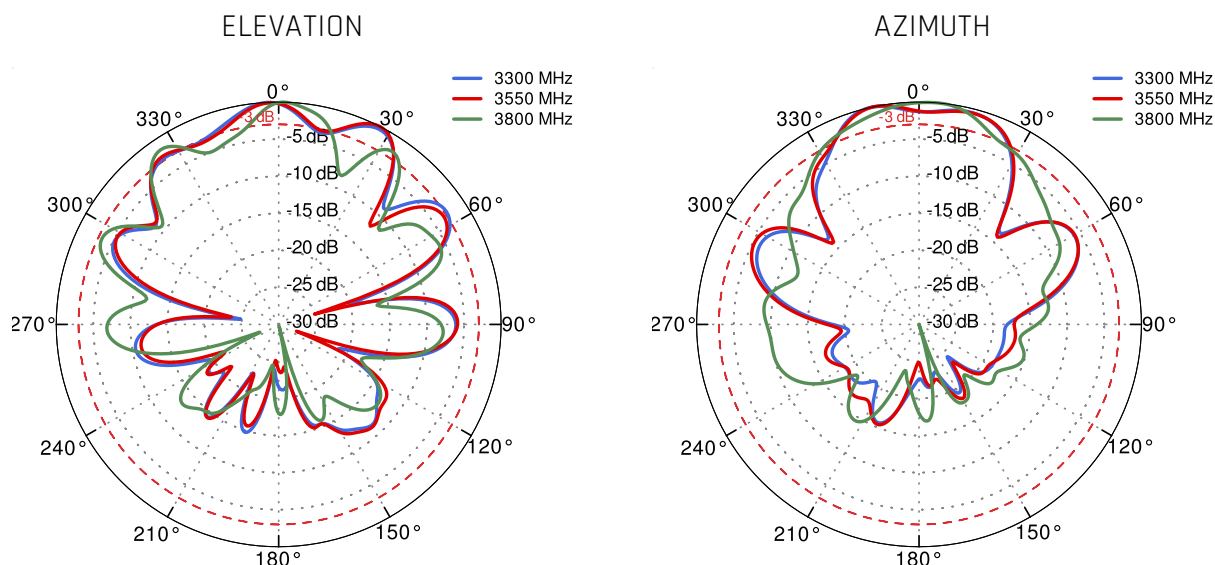 ELEVATION
3300 MHz
3550 MHz
3800 MHz
0°
330°
30°
-3 dB
-5 dB
-10 dB
300°
60°
-15 dB
-20 dB
-25 dB
270°
-30 dB
90°
240°
120°
210°
150°
180°
AZIMUTH
3300 MHz
3550 MHz
3800 MHz
0°
330°
30°
-3 dB
-5 dB
-10 dB
300°
60°
-15 dB
-20 dB
-25 dB
270°
-30 dB
90°
240°
120°
210°
150°
180°